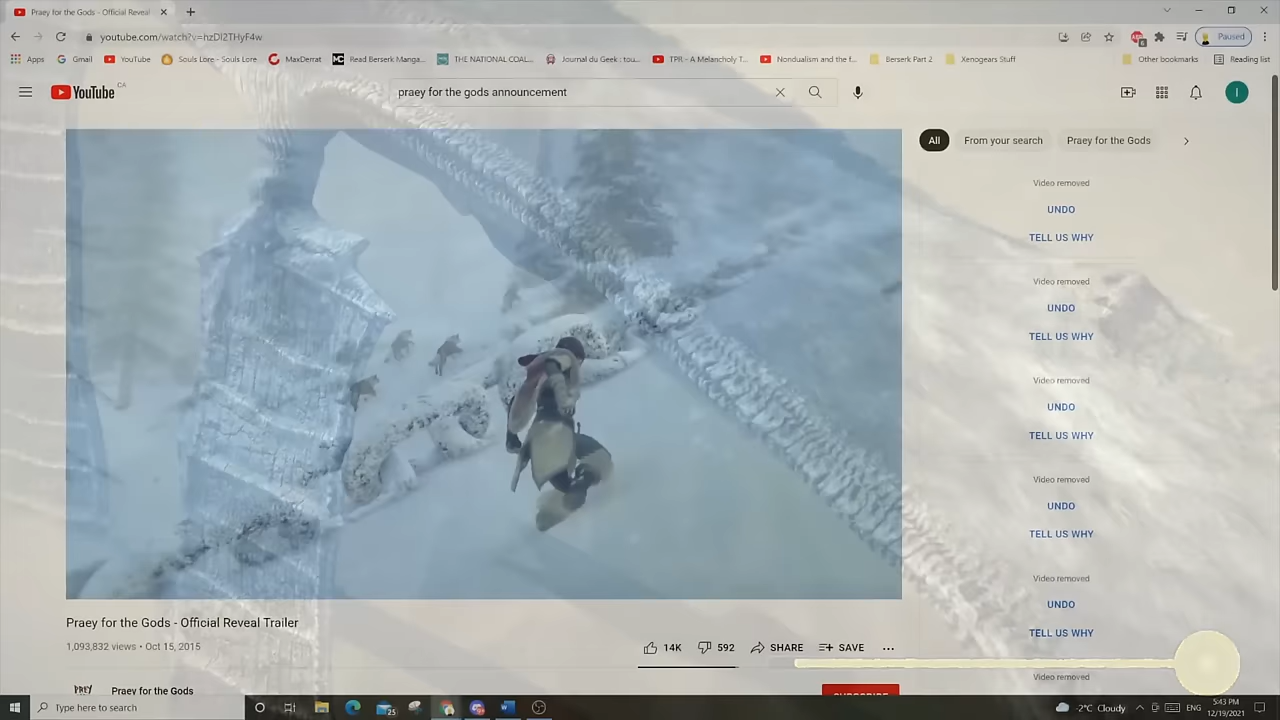 Praey for the Gods - Official Reveal
youtube.com/watch?v=hzDI2THyF4w
Paused
Apps Gmail YouTube Souls Lore - Souls Lore MaxDerrat Read Berserk Manga... THE NATIONAL COAL... Journal du Geek : tou... TPR - A Melancholy T... Nondualism and the f... Berserk Part 2 Xenogears Stuff Other bookmarks Reading list
YouTube CA praey for the gods announcement I
All From your search Praey for the Gods
Video removed
UNDO
TELL US WHY
Video removed
UNDO
TELL US WHY
Video removed
UNDO
TELL US WHY
Video removed
UNDO
TELL US WHY
Video removed
UNDO
TELL US WHY
Video removed
Praey for the Gods - Official Reveal Trailer
1,093,832 views • Oct 15, 2015 14K 592 SHARE SAVE
PRÆY Praey for the Gods SUBSCRIBE
Type here to search 25 -2°C Cloudy ENG 5:43 PM
12/19/2021